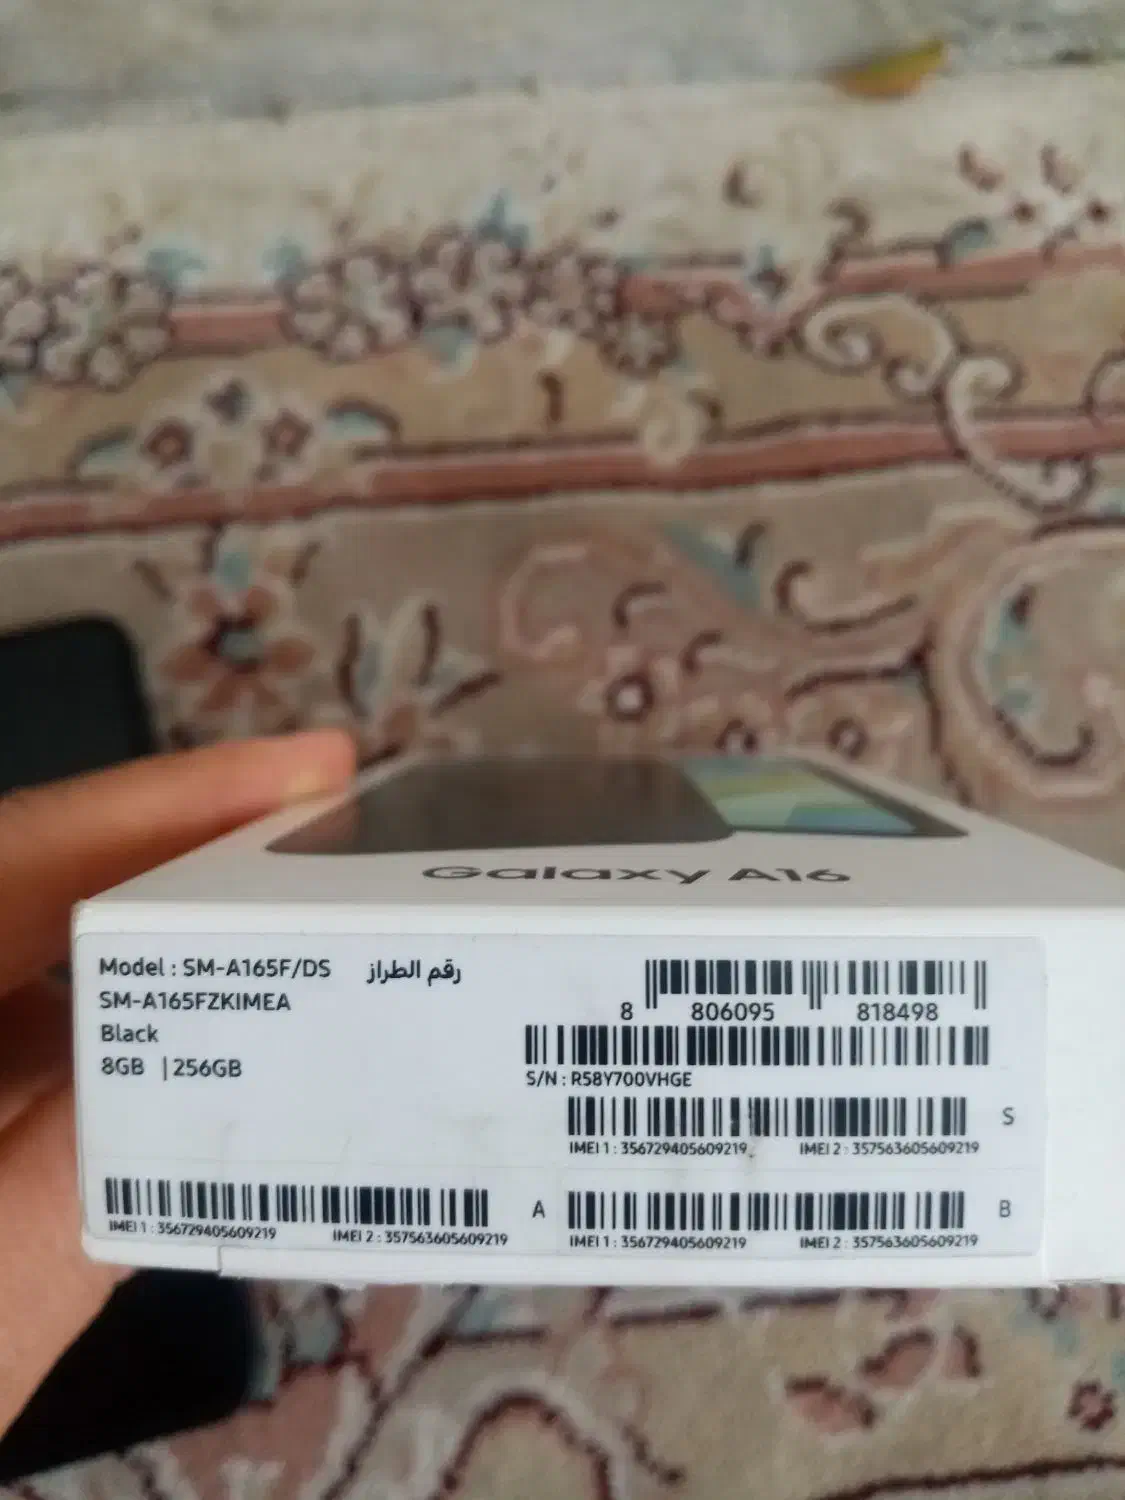 Galaxy A16
Model : SM-A165F/DS رقم الطراز
SM-A165FZKIMEA
Black
8GB | 256GB
8 806095 818498
S/N : R58Y700VHGE
S
IMEI 1 : 356729405609219 IMEI 2 : 357563605609219
IMEI 1 : 356729405609219 IMEI 2 : 357563605609219
A
IMEI 1 : 356729405609219 IMEI 2 : 357563605609219
B